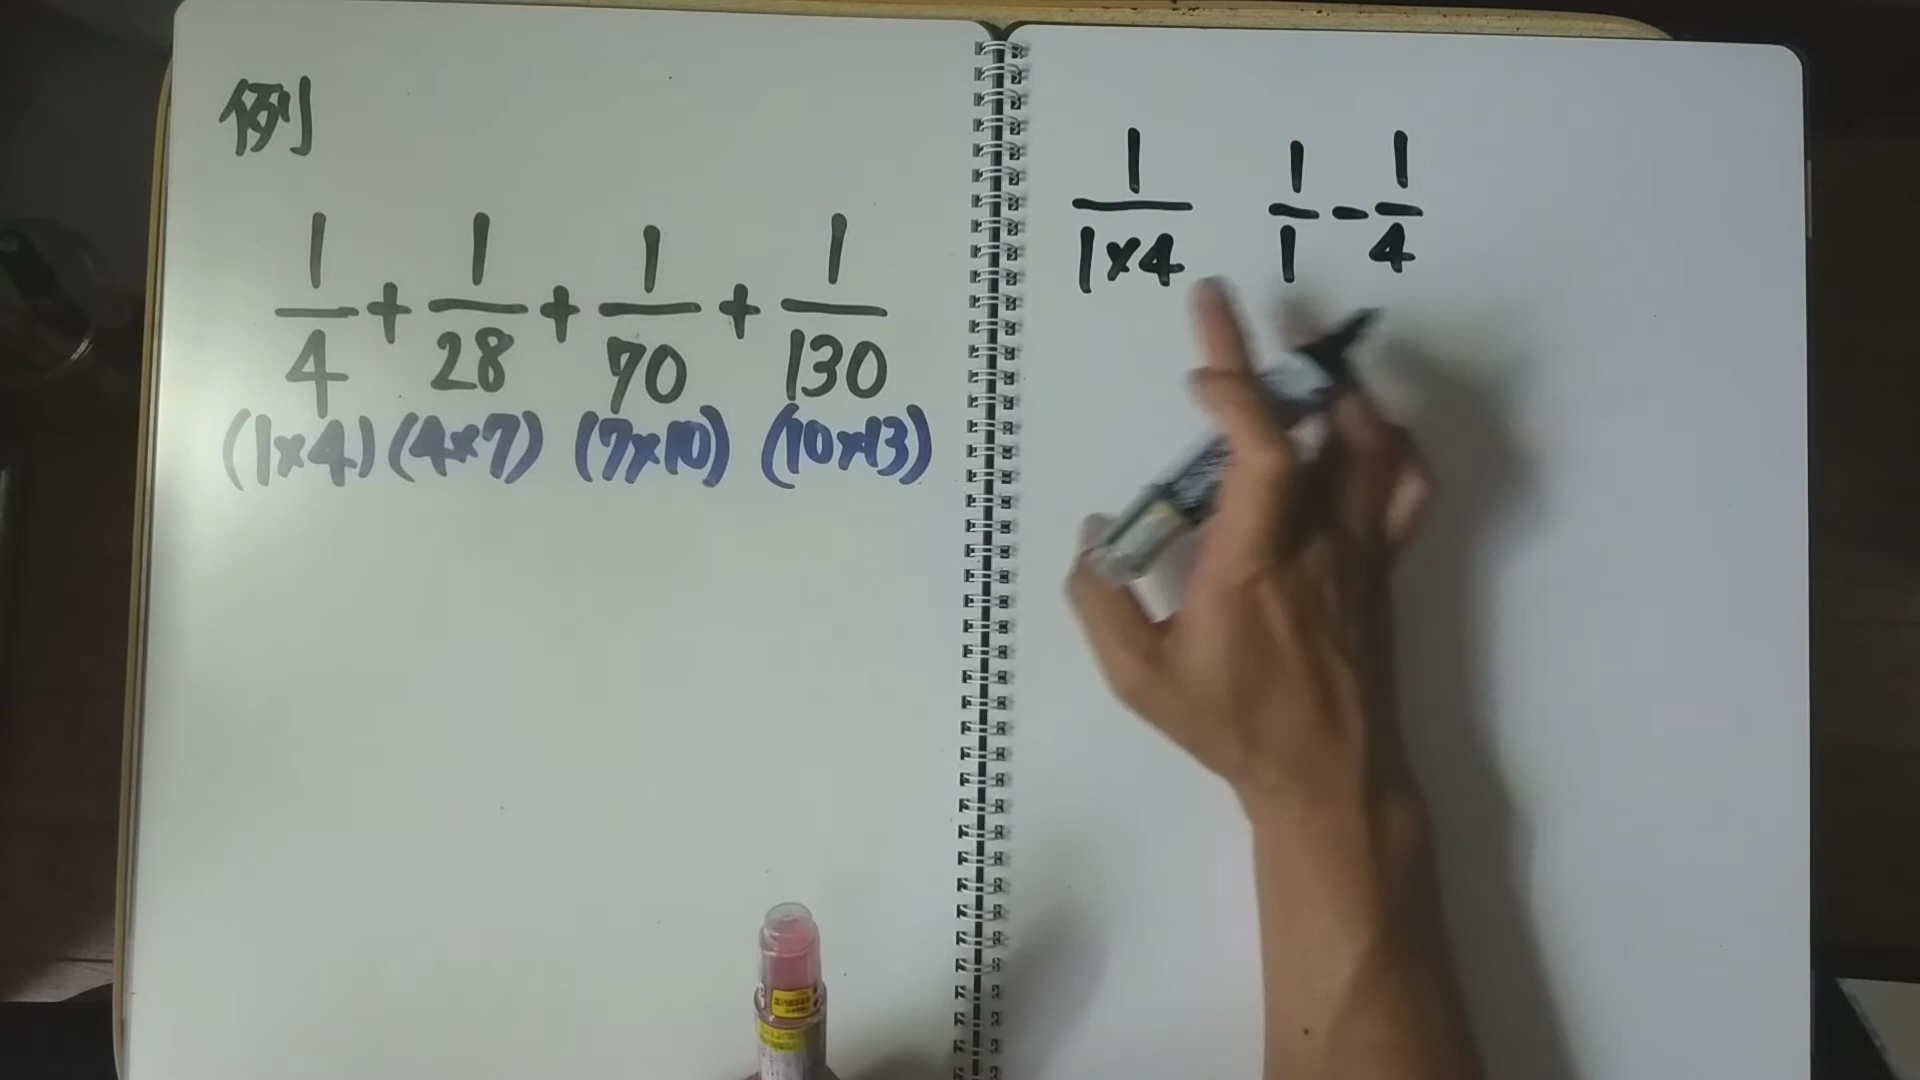 例
1/4 + 1/28 + 1/70 + 1/130
(1×4) (4×7) (7×10) (10×13)
1/1×4 1/1 - 1/4